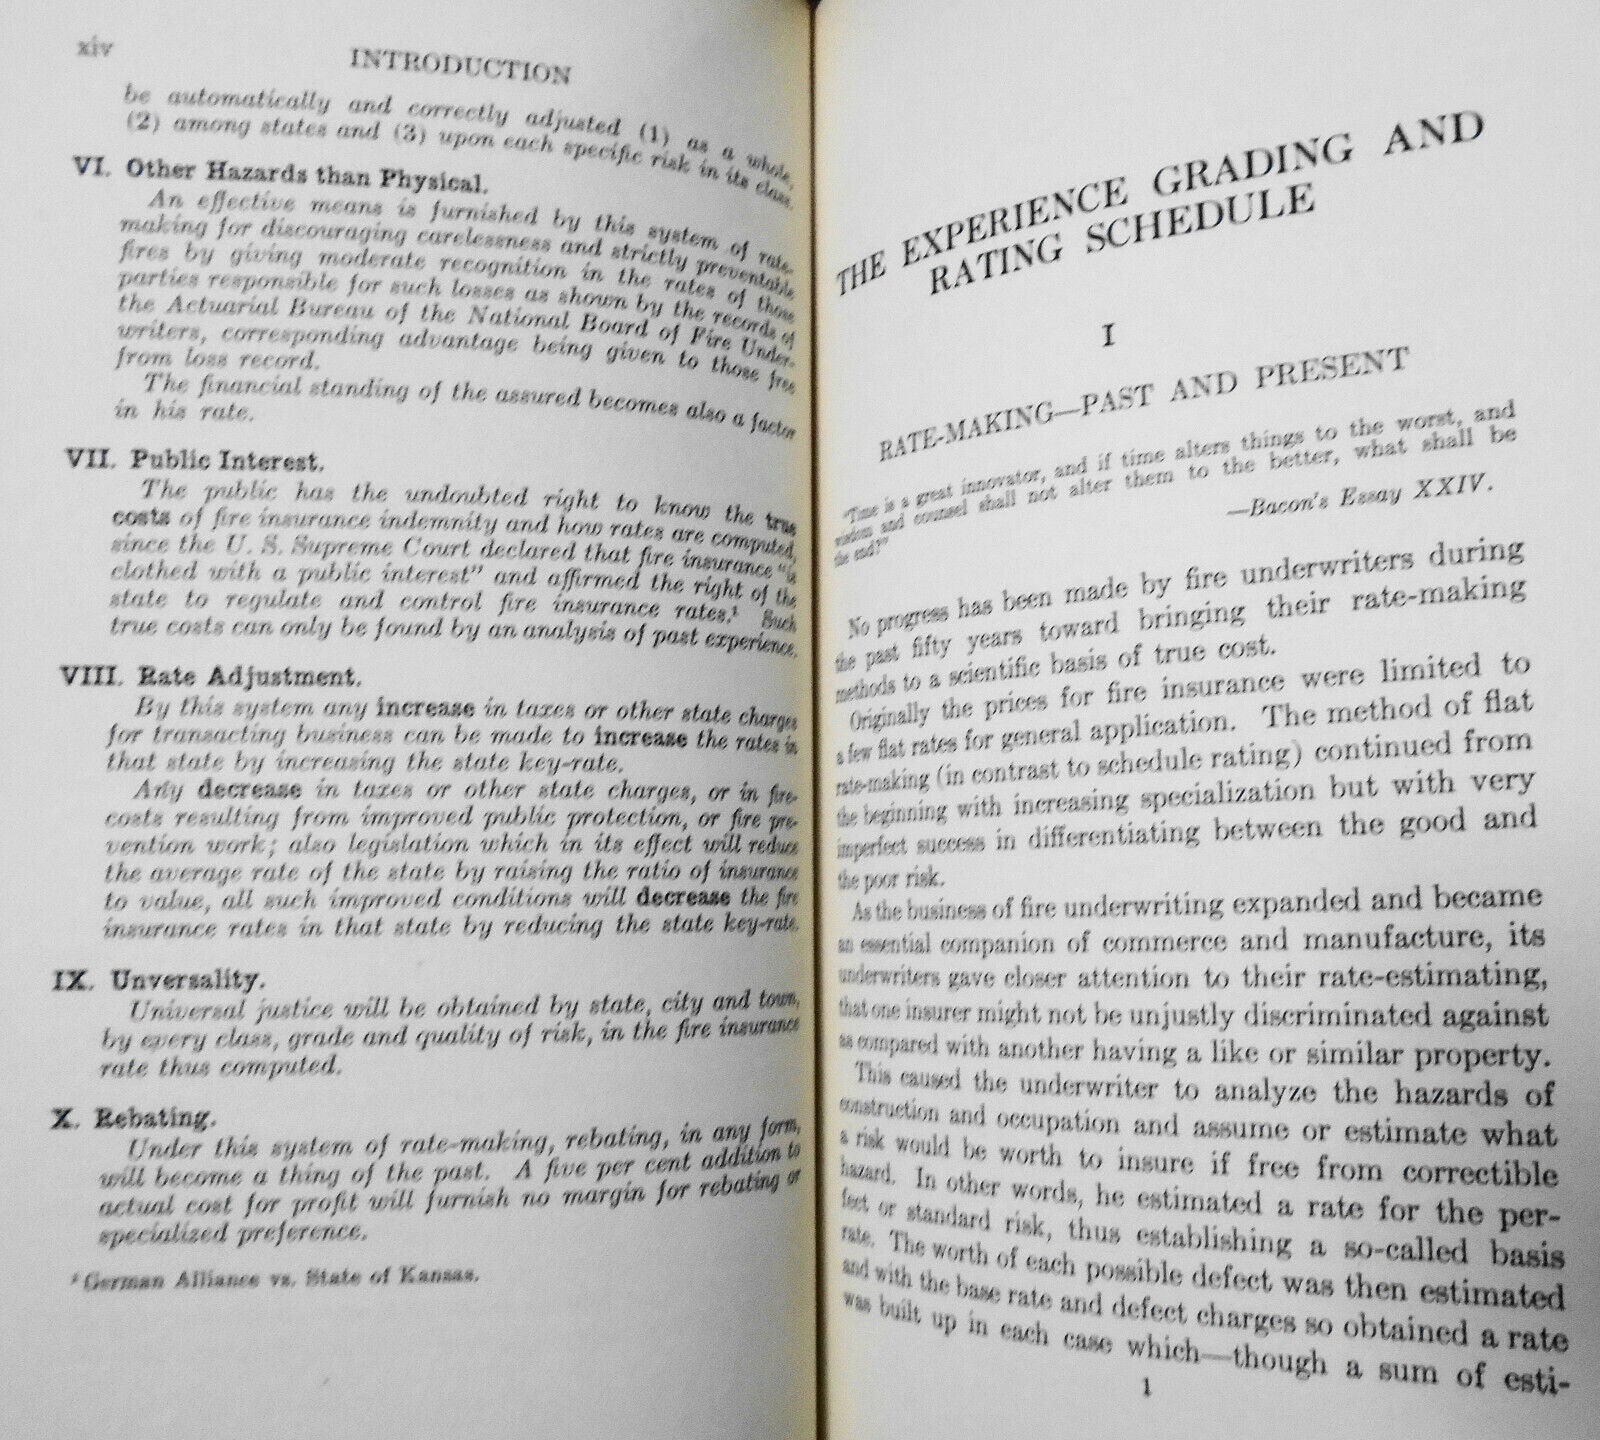 xiv
INTRODUCTION
be automatically and correctly adjusted (1) as a whole,
(2) among states and (3) upon each specific risk in its class.
VI. Other Hazards than Physical.
An effective means is furnished by this system of rate-
making for discouraging carelessness and strictly preventable
fires by giving moderate recognition in the rates of those
parties responsible for such losses as shown by the records of
the Actuarial Bureau of the National Board of Fire Under-
writers, corresponding advantage being given to those free
from loss record.
The financial standing of the assured becomes also a factor
in his rate.
VII. Public Interest.
The public has the undoubted right to know the true
costs of fire insurance indemnity and how rates are computed,
since the U. S. Supreme Court declared that fire insurance "is
clothed with a public interest" and affirmed the right of the
state to regulate and control fire insurance rates.¹ Such
true costs can only be found by an analysis of past experience.
VIII. Rate Adjustment.
By this system any increase in taxes or other state charges
for transacting business can be made to increase the rates in
that state by increasing the state key-rate.
Any decrease in taxes or other state charges, or in fire-
costs resulting from improved public protection, or fire pre-
vention work; also legislation which in its effect will reduce
the average rate of the state by raising the ratio of insurance
to value, all such improved conditions will decrease the fire
insurance rates in that state by reducing the state key-rate.
IX. Unversality.
Universal justice will be obtained by state, city and town,
by every class, grade and quality of risk, in the fire insurance
rate thus computed.
X. Rebating.
Under this system of rate-making, rebating, in any form,
will become a thing of the past. A five per cent addition to
actual cost for profit will furnish no margin for rebating or
specialized preference.
¹ German Alliance vs. State of Kansas.
THE EXPERIENCE GRADING AND
RATING SCHEDULE
I
RATE-MAKING—PAST AND PRESENT
"Time is a great innovator, and if time alters things to the worst, and
wisdom and counsel shall not alter them to the better, what shall be
the end?"
—Bacon's Essay XXIV.
No progress has been made by fire underwriters during
the past fifty years toward bringing their rate-making
methods to a scientific basis of true cost.
Originally the prices for fire insurance were limited to
a few flat rates for general application. The method of flat
rate-making (in contrast to schedule rating) continued from
the beginning with increasing specialization but with very
imperfect success in differentiating between the good and
the poor risk.
As the business of fire underwriting expanded and became
an essential companion of commerce and manufacture, its
underwriters gave closer attention to their rate-estimating,
that one insurer might not be unjustly discriminated against
as compared with another having a like or similar property.
This caused the underwriter to analyze the hazards of
construction and occupation and assume or estimate what
a risk would be worth to insure if free from correctible
hazard. In other words, he estimated a rate for the per-
fect or standard risk, thus establishing a so-called basis
rate. The worth of each possible defect was then estimated
and with the base rate and defect charges so obtained a rate
was built up in each case which—though a sum of esti-
1